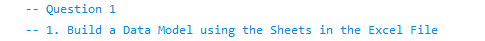 -- Question 1
-- 1. Build a Data Model using the Sheets in the Excel File